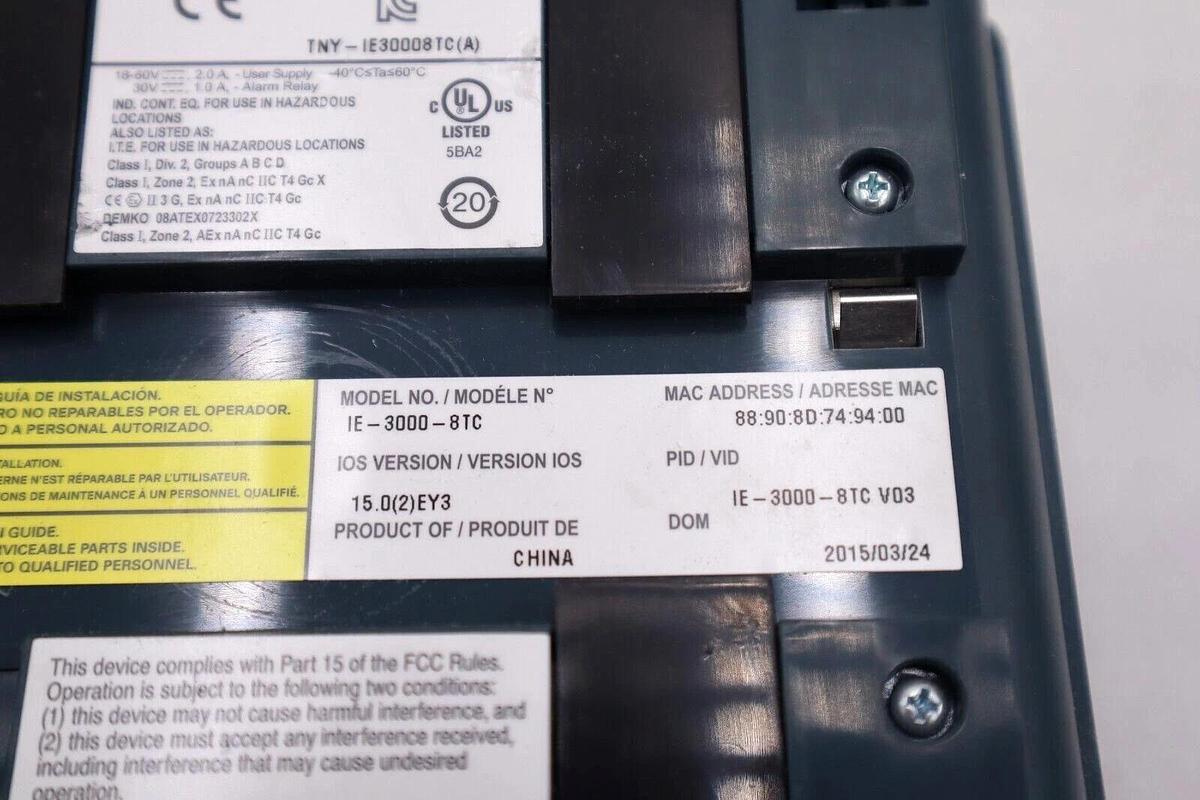 CE
TNY-IE30008TC(A)
18-60V ⎓, 2.0 A, - User Supply -40°C≤Ta≤60°C
30V ⎓, 1.0 A, - Alarm Relay
IND. CONT. EQ. FOR USE IN HAZARDOUS
LOCATIONS
ALSO LISTED AS:
I.T.E. FOR USE IN HAZARDOUS LOCATIONS
Class I, Div. 2, Groups A B C D
Class I, Zone 2, Ex nA nC IIC T4 Gc X
CE Ex II 3 G, Ex nA nC IIC T4 Gc
DEMKO 08ATEX0723302X
Class I, Zone 2, AEx nA nC IIC T4 Gc
C UL ® US
LISTED
5BA2
20
GUÍA DE INSTALACIÓN.
RO NO REPARABLES POR EL OPERADOR.
O A PERSONAL AUTORIZADO.
TALLATION.
ERNE N'EST RÉPARABLE PAR L'UTILISATEUR.
IONS DE MAINTENANCE À UN PERSONNEL QUALIFIÉ.
N GUIDE.
RVICEABLE PARTS INSIDE.
TO QUALIFIED PERSONNEL.
MODEL NO. / MODÉLE N°
IE-3000-8TC
IOS VERSION / VERSION IOS
15.0(2)EY3
PRODUCT OF / PRODUIT DE
CHINA
MAC ADDRESS / ADRESSE MAC
88:90:8D:74:94:00
PID / VID
IE-3000-8TC V03
DOM
2015/03/24
This device complies with Part 15 of the FCC Rules.
Operation is subject to the following two conditions:
(1) this device may not cause harmful interference, and
(2) this device must accept any interference received,
including interference that may cause undesired
operation.